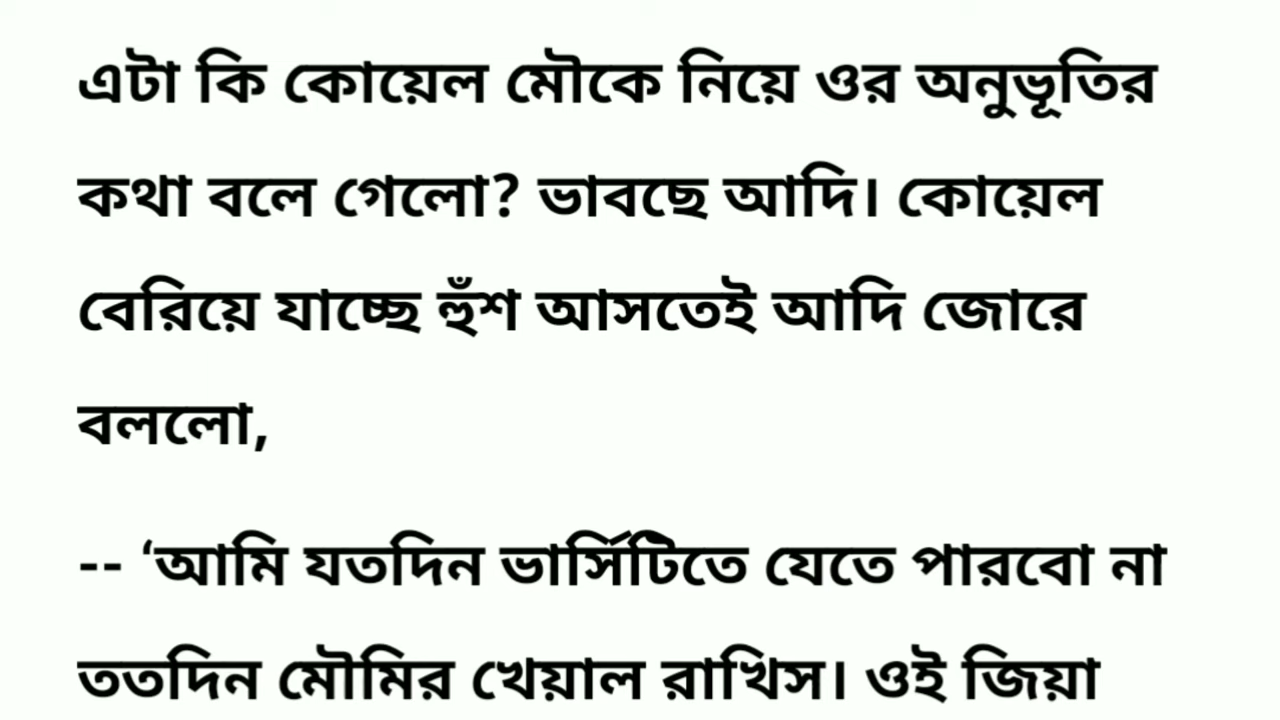 এটা কি কোয়েল মৌকে নিয়ে ওর অনুভূতির
কথা বলে গেলো? ভাবছে আদি। কোয়েল
বেরিয়ে যাচ্ছে হুঁশ আসতেই আদি জোরে
বললো,
-- ‘আমি যতদিন ভার্সিটিতে যেতে পারবো না
ততদিন মৌমির খেয়াল রাখিস। ওই জিয়া